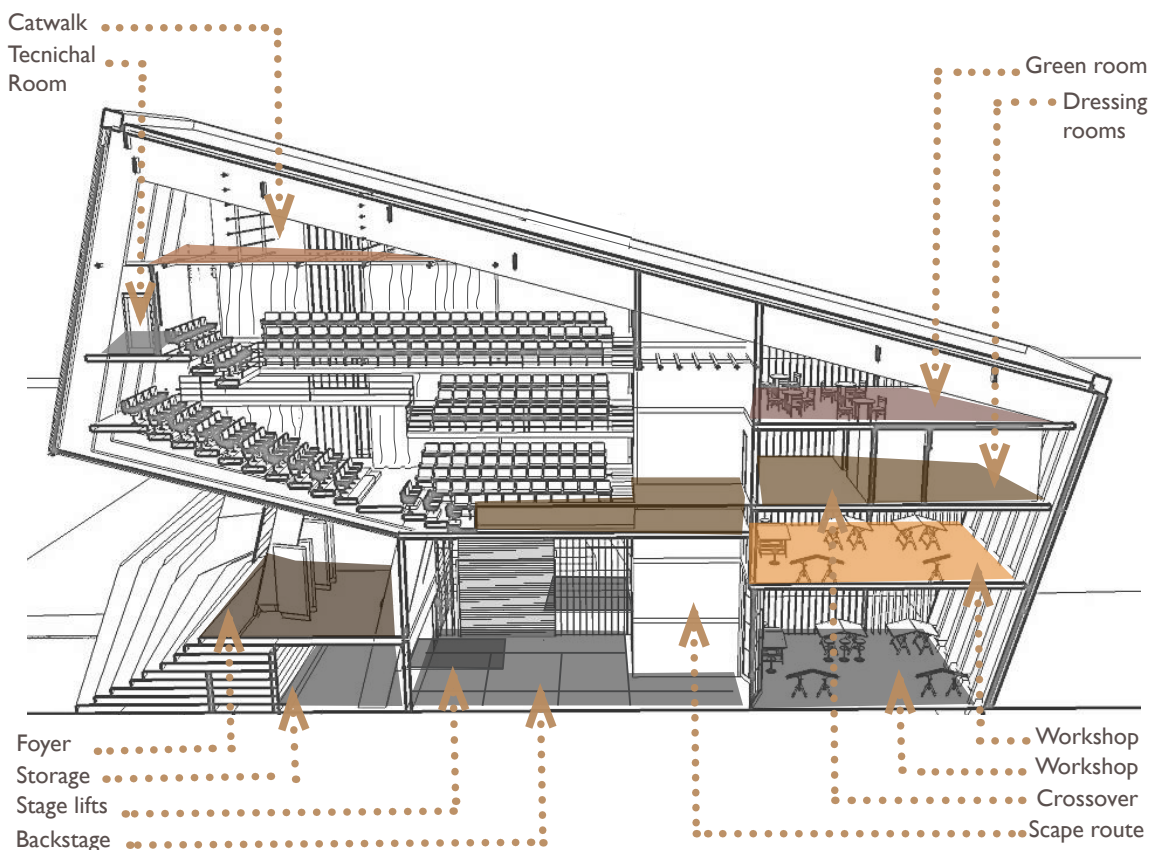 Catwalk
Tecnichal
Room
Green room
Dressing
rooms
Foyer
Storage
Stage lifts
Backstage
Workshop
Workshop
Crossover
Scape route